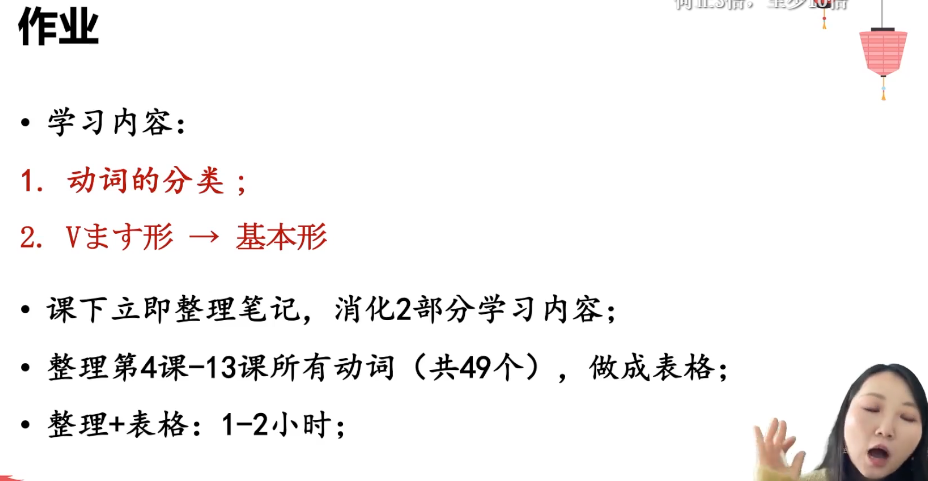 作业
• 学习内容：
1. 动词的分类；
2. Vます形 → 基本形
• 课下立即整理笔记，消化2部分学习内容；
• 整理第4课-13课所有动词（共49个），做成表格；
• 整理+表格：1-2小时；